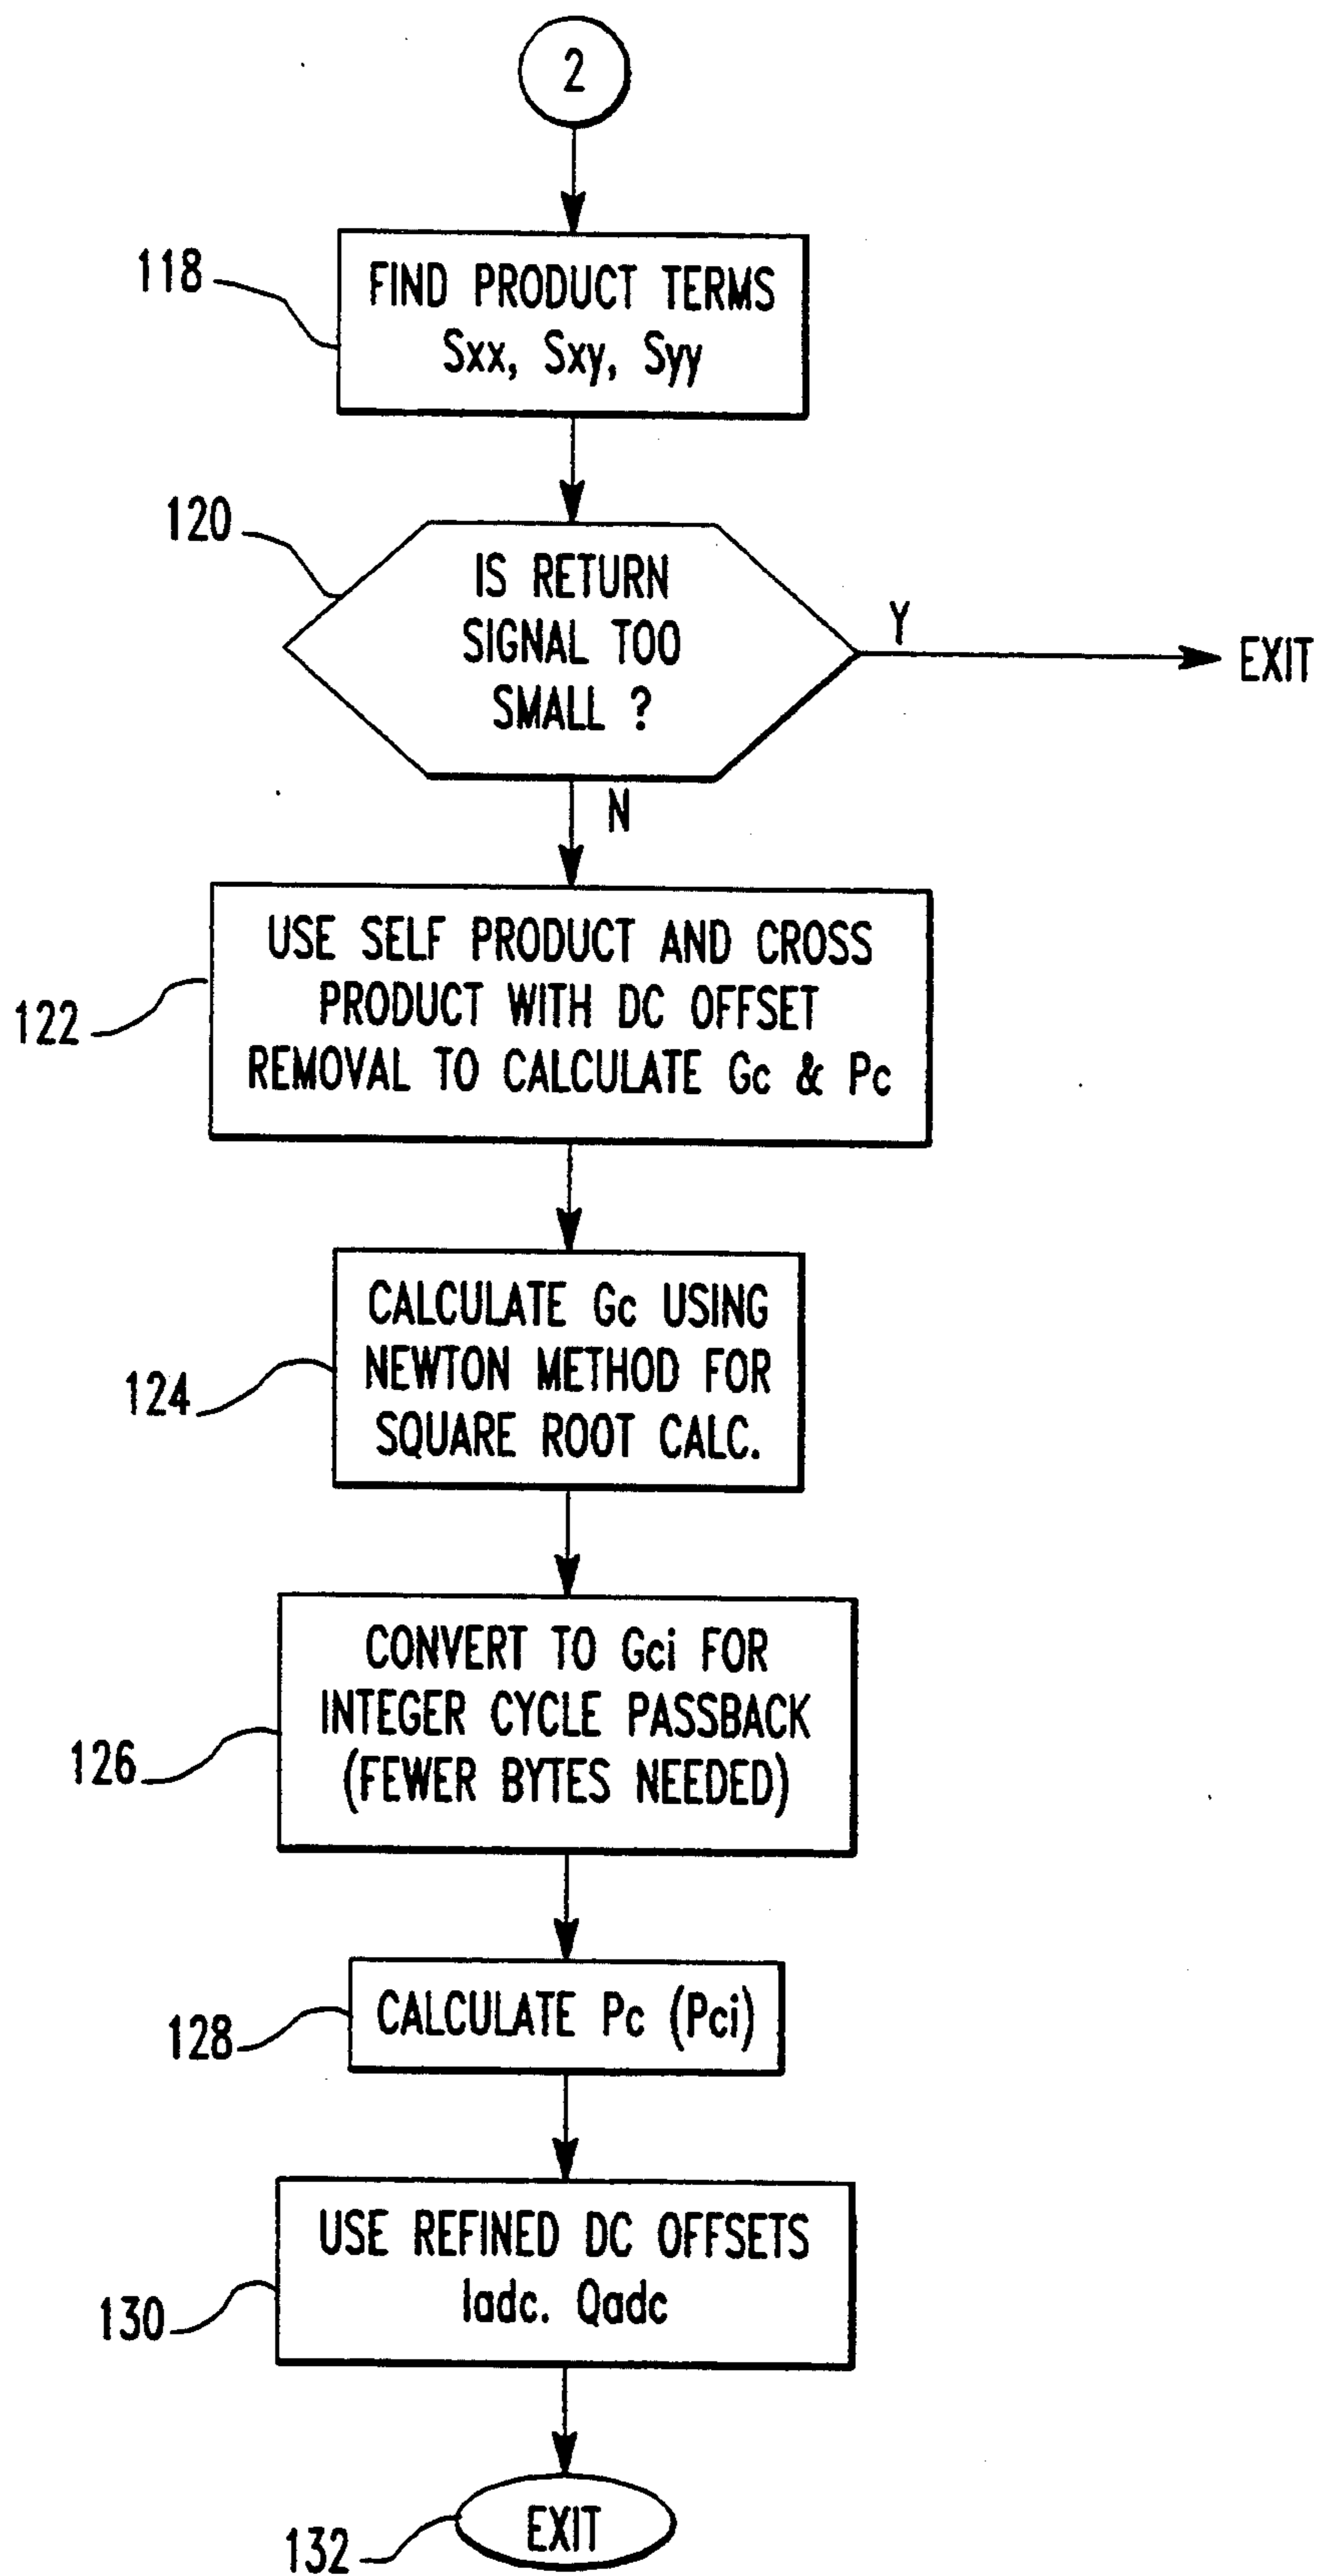 2
118
FIND PRODUCT TERMS
Sxx, Sxy, Syy
120
IS RETURN
SIGNAL TOO
SMALL ?
Y
EXIT
N
122
USE SELF PRODUCT AND CROSS
PRODUCT WITH DC OFFSET
REMOVAL TO CALCULATE Gc & Pc
124
CALCULATE Gc USING
NEWTON METHOD FOR
SQUARE ROOT CALC.
126
CONVERT TO Gci FOR
INTEGER CYCLE PASSBACK
(FEWER BYTES NEEDED)
128
CALCULATE Pc (Pci)
130
USE REFINED DC OFFSETS
Iadc. Qadc
132
EXIT